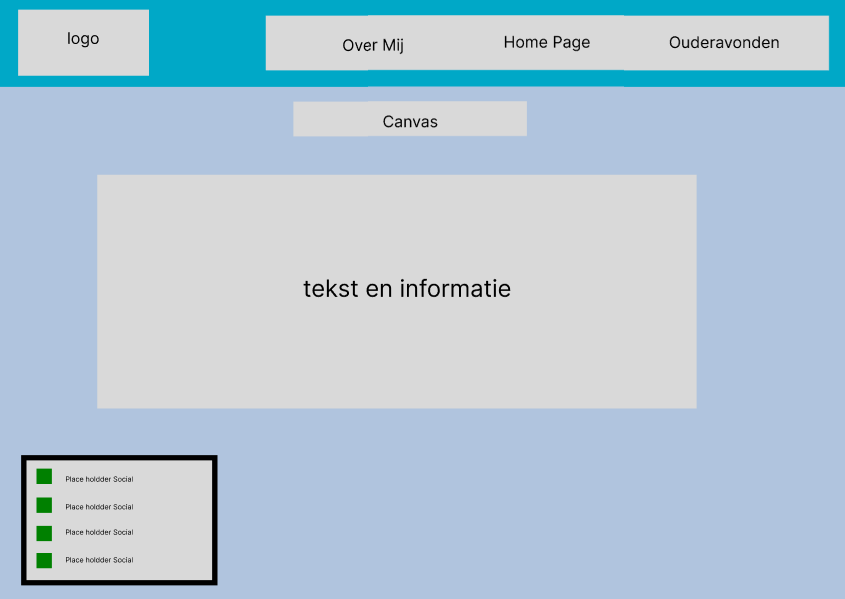 logo
Over Mij
Home Page
Ouderavonden
Canvas
tekst en informatie
Place holdder Social
Place holdder Social
Place holdder Social
Place holdder Social